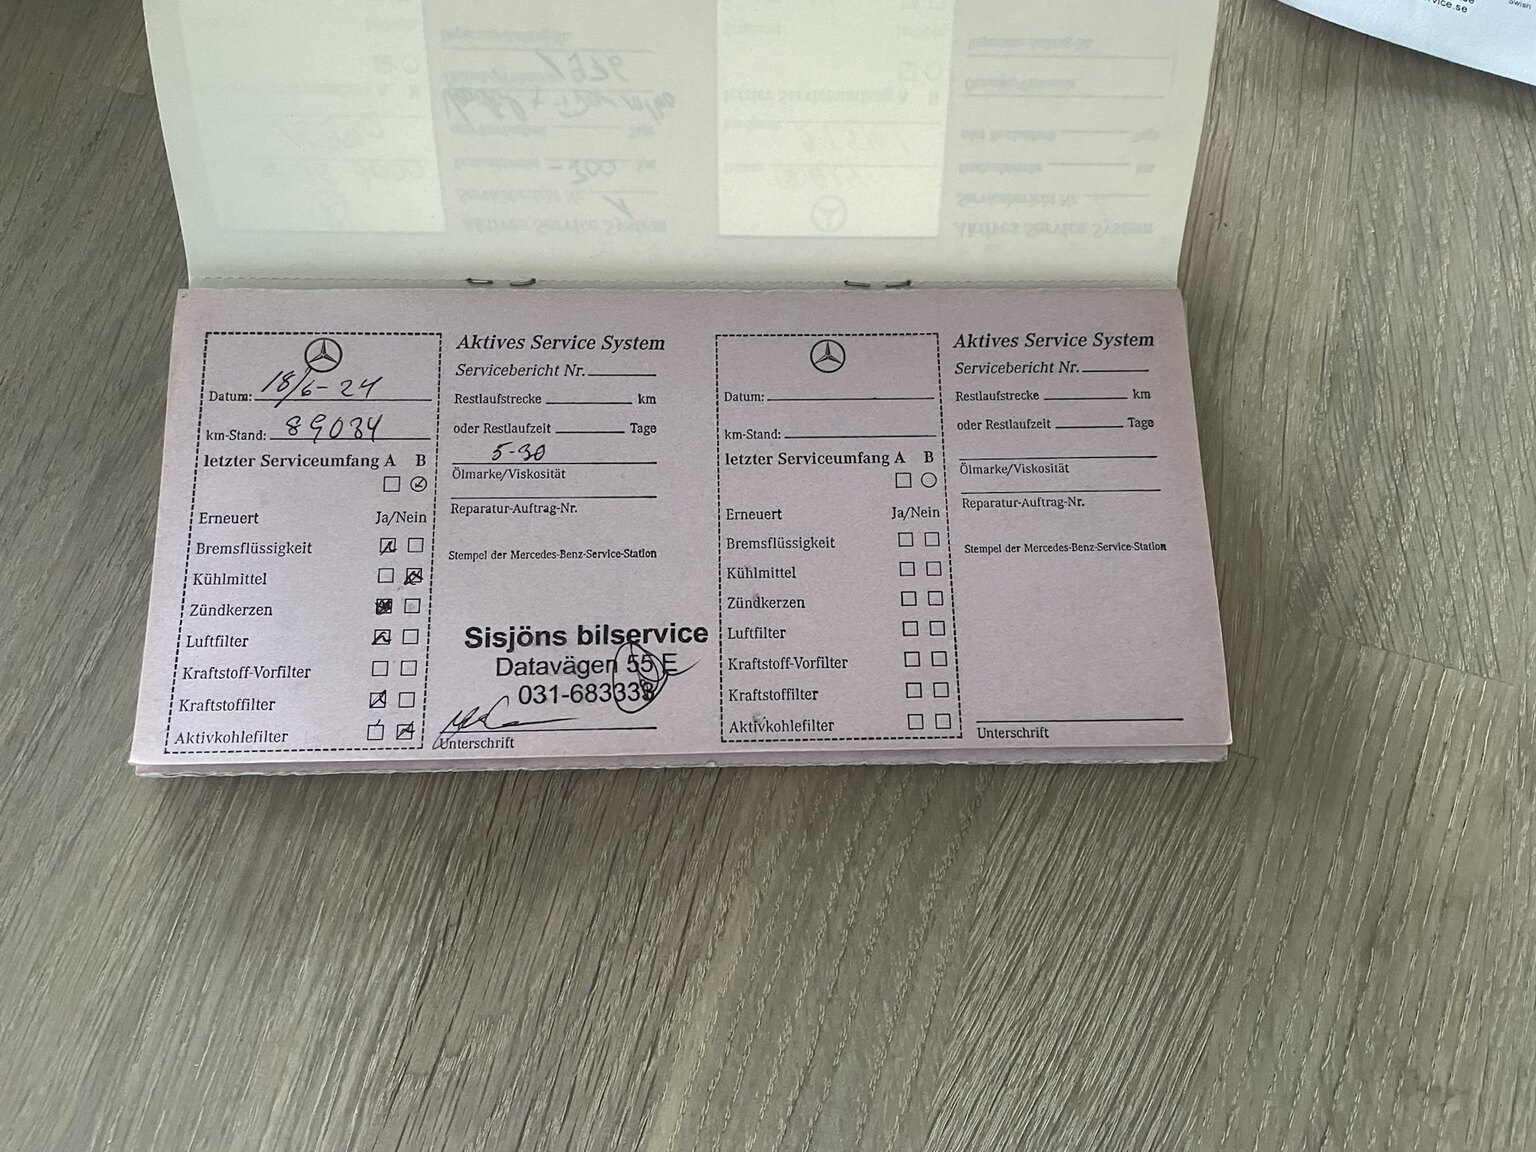 rvice.se
Swish
Datum: 18/6-24
km-Stand: 89034
letzter Serviceumfang A B
Erneuert Ja/Nein
Bremsflüssigkeit
Kühlmittel
Zündkerzen
Luftfilter
Kraftstoff-Vorfilter
Kraftstoffilter
Aktivkohlefilter
Aktives Service System
Servicebericht Nr.
Restlaufstrecke km
oder Restlaufzeit Tage
5-30
Ölmarke/Viskosität
Reparatur-Auftrag-Nr.
Stempel der Mercedes-Benz-Service-Station
Sisjöns bilservice
Datavägen 55 E
031-683338
Unterschrift
Datum:
km-Stand:
letzter Serviceumfang A B
Erneuert Ja/Nein
Bremsflüssigkeit
Kühlmittel
Zündkerzen
Luftfilter
Kraftstoff-Vorfilter
Kraftstoffilter
Aktivkohlefilter
Aktives Service System
Servicebericht Nr.
Restlaufstrecke km
oder Restlaufzeit Tage
Ölmarke/Viskosität
Reparatur-Auftrag-Nr.
Stempel der Mercedes-Benz-Service-Station
Unterschrift